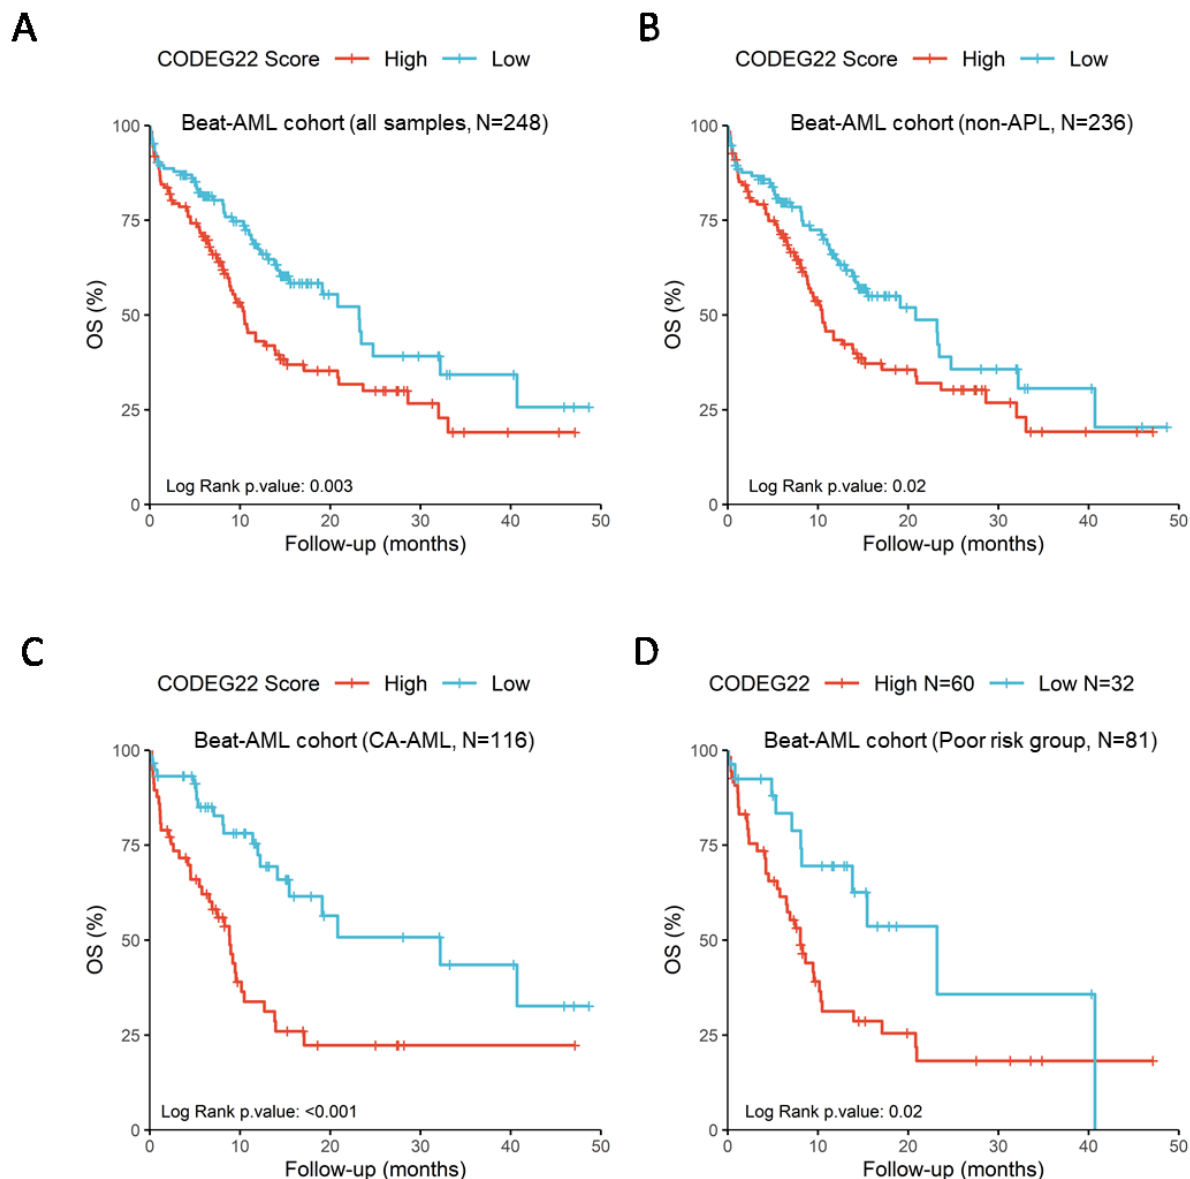 A
CODEG22 Score High Low
Beat-AML cohort (all samples, N=248)
100
75
50
25
0
OS (%)
Log Rank p.value: 0.003
0 10 20 30 40 50
Follow-up (months)
B
CODEG22 Score High Low
Beat-AML cohort (non-APL, N=236)
100
75
50
25
0
OS (%)
Log Rank p.value: 0.02
0 10 20 30 40 50
Follow-up (months)
C
CODEG22 Score High Low
Beat-AML cohort (CA-AML, N=116)
100
75
50
25
0
OS (%)
Log Rank p.value: <0.001
0 10 20 30 40 50
Follow-up (months)
D
CODEG22 High N=60 Low N=32
Beat-AML cohort (Poor risk group, N=81)
100
75
50
25
0
OS (%)
Log Rank p.value: 0.02
0 10 20 30 40 50
Follow-up (months)